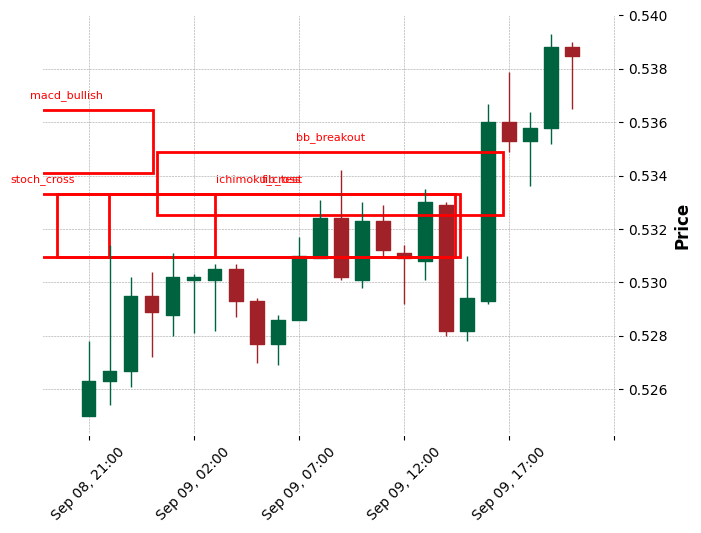 0.540
0.538
macd_bullish
0.536
bb_breakout
0.534
stoch_cross
ichimoku_cross
fib_test
0.532
Price
0.530
0.528
0.526
Sep 08, 21:00
Sep 09, 02:00
Sep 09, 07:00
Sep 09, 12:00
Sep 09, 17:00